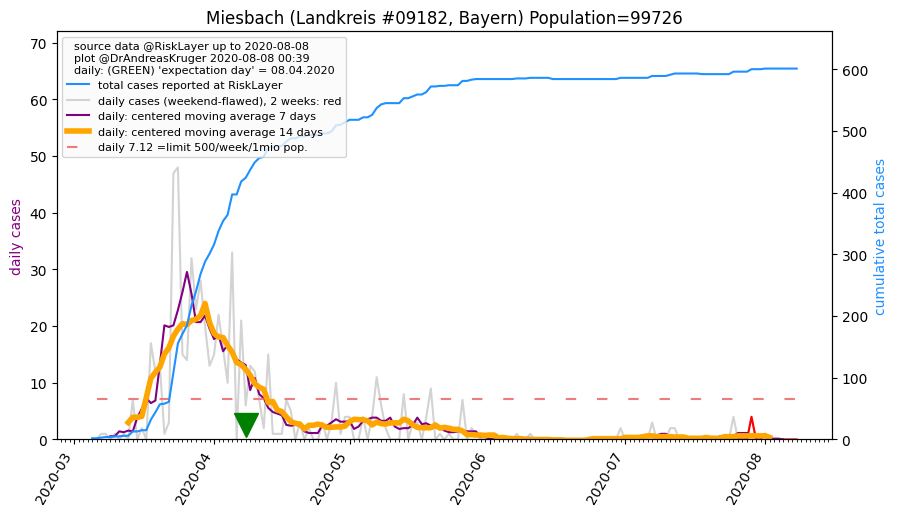 Miesbach (Landkreis #09182, Bayern) Population=99726
source data @RiskLayer up to 2020-08-08
plot @DrAndreasKruger 2020-08-08 00:39
daily: (GREEN) 'expectation day' = 08.04.2020
total cases reported at RiskLayer
daily cases (weekend-flawed), 2 weeks: red
daily: centered moving average 7 days
daily: centered moving average 14 days
daily 7.12 =limit 500/week/1mio pop.
daily cases
70
60
50
40
30
20
10
0
cumulative total cases
600
500
400
300
200
100
0
2020-03
2020-04
2020-05
2020-06
2020-07
2020-08